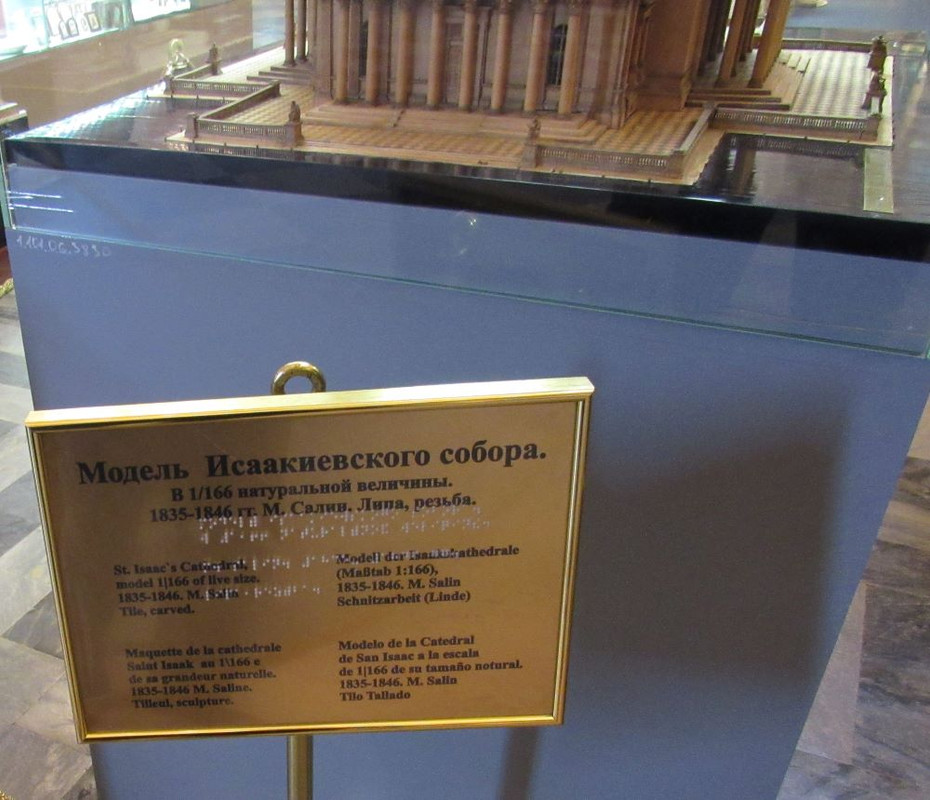 Модель Исаакиевского собора.
В 1/166 натуральной величины.
1835-1846 гг. М. Салин. Липа, резьба.
St. Isaac`s Cathedral,
model 1|166 of live size.
1835-1846. M. Salin
Tile, carved.
Modell der Isaakskathedrale
(Maßtab 1:166),
1835-1846. M. Salin
Schnitzarbeit (Linde)
Maquette de la cathedrale
Saint Isaak au 1\166 e
de sa grandeur naturelle.
1835-1846 M. Saline.
Tilleul, sculpture.
Modelo de la Catedral
de San Isaac a la escala
de 1|166 de su tamaño notural.
1835-1846. M. Salin
Tilo Tallado